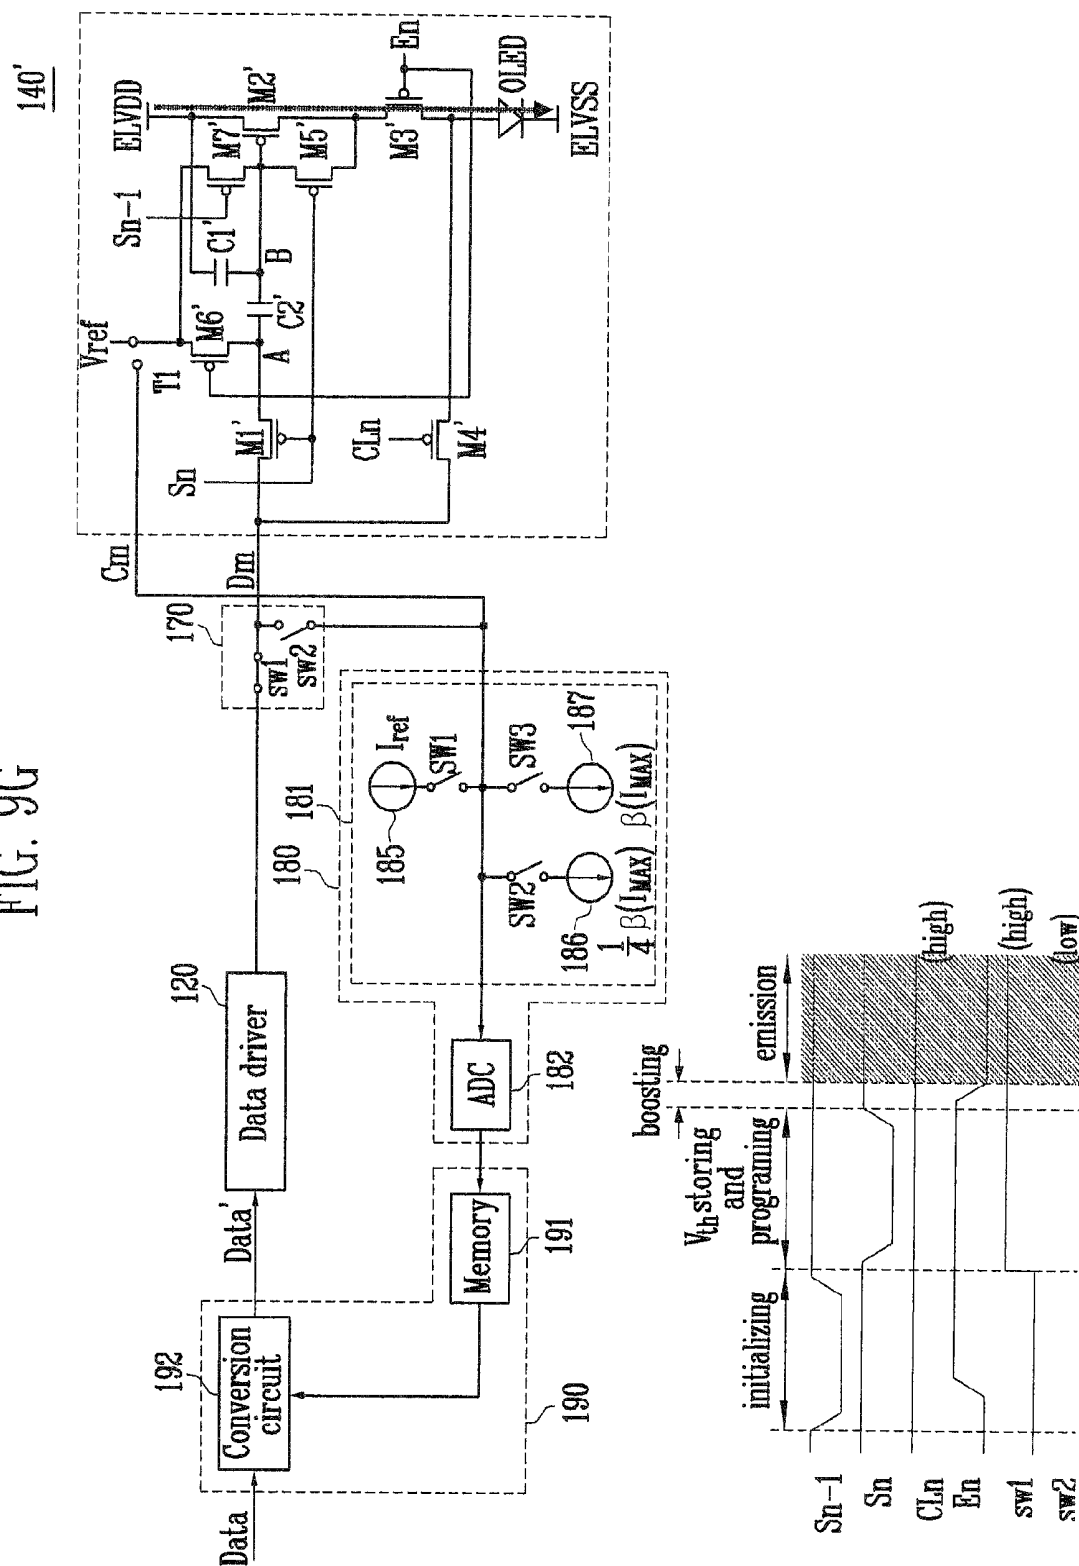 FIG. 9G
140'
ELVDD
Vref
Sn-1
M7'
M2'
C1'
M6'
T1
B
M5'
En
A
C2'
M3'
OLED
ELVSS
Cm
Sn
M1'
CLn
M4'
Dm
170
sw1
sw2
120
Data driver
Data'
192
Conversion
circuit
Data
180
181
Iref
185
SW1
SW3
187
β(IMAX)
SW2
186
1/4 β(IMAX)
ADC
182
Memory
191
190
initializing
Vth storing
and
programing
boosting
emission
Sn-1
Sn
CLn
(high)
En
sw1
(high)
sw2
(low)